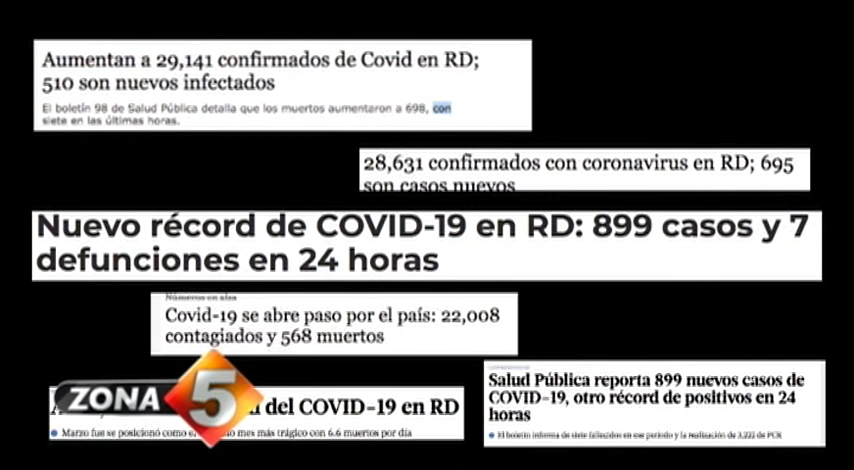 Aumentan a 29,141 confirmados de Covid en RD;
510 son nuevos infectados
El boletín 98 de Salud Pública detalla que los muertos aumentaron a 698, con
siete en las últimas horas.
28,631 confirmados con coronavirus en RD; 695
son casos nuevos
Nuevo récord de COVID-19 en RD: 899 casos y 7
defunciones en 24 horas
Números en alza
Covid-19 se abre paso por el país: 22,008
contagiados y 568 muertos
Salud Pública reporta 899 nuevos casos de
COVID-19, otro récord de positivos en 24
horas
El boletín informa de siete fallecidos en ese periodo y la realización de 3,222 de PCR
del COVID-19 en RD
Marzo fue se posicionó como mes más trágico con 6.6 muertos por día
ZONA 5